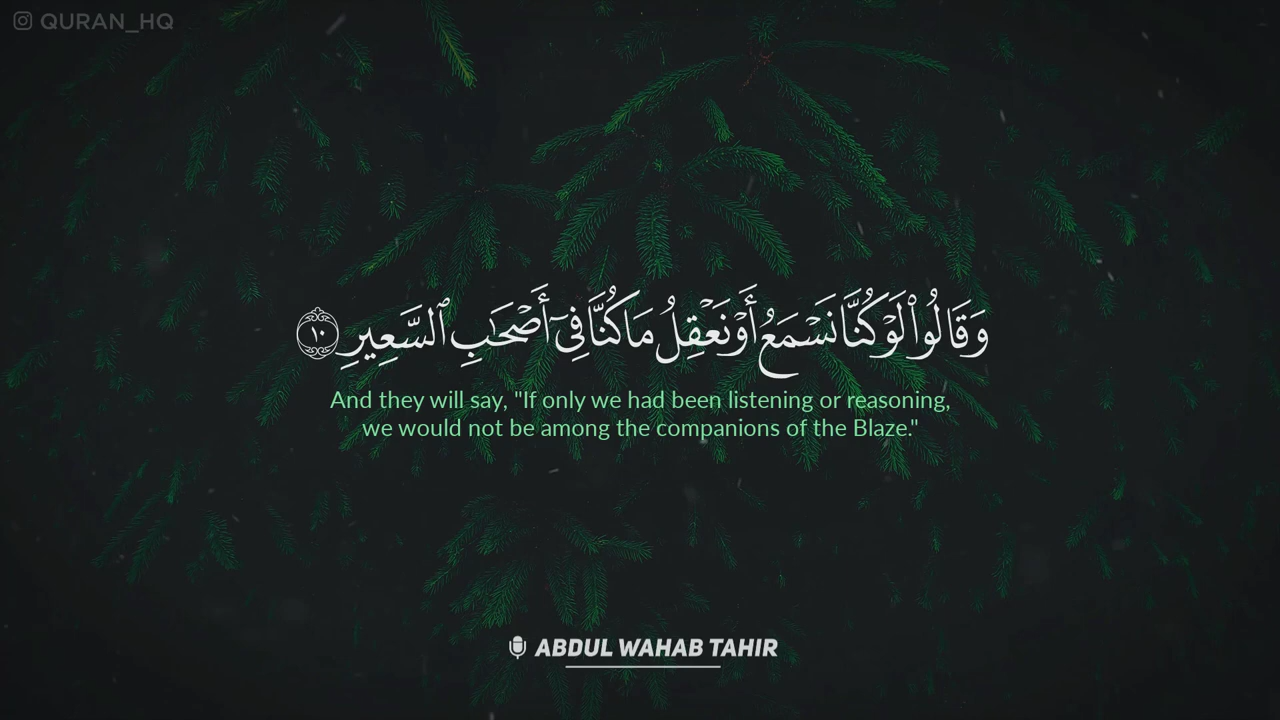 QURAN_HQ
وَقَالُوا۟ لَوْ كُنَّا نَسْمَعُ أَوْ نَعْقِلُ مَا كُنَّا فِىٓ أَصْحَـٰبِ ٱلسَّعِيرِ ١٠
And they will say, "If only we had been listening or reasoning,
we would not be among the companions of the Blaze."
ABDUL WAHAB TAHIR